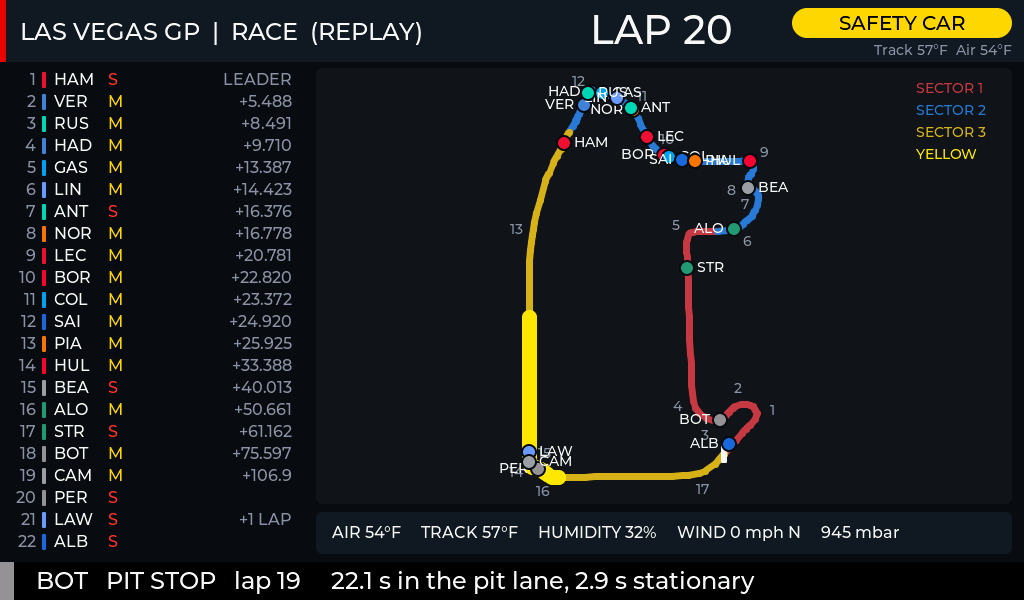 LAS VEGAS GP | RACE (REPLAY)
LAP 20
SAFETY CAR
Track 57°F Air 54°F
1 HAM S LEADER
2 VER M +5.488
3 RUS M +8.491
4 HAD M +9.710
5 GAS M +13.387
6 LIN M +14.423
7 ANT S +16.376
8 NOR M +16.778
9 LEC M +20.781
10 BOR M +22.820
11 COL M +23.372
12 SAI M +24.920
13 PIA M +25.925
14 HUL M +33.388
15 BEA S +40.013
16 ALO M +50.661
17 STR S +61.162
18 BOT M +75.597
19 CAM M +106.9
20 PER S
21 LAW S +1 LAP
22 ALB S
SECTOR 1
SECTOR 2
SECTOR 3
YELLOW
12
HAD
GAS
VER
NOR
ANT
HAM
LEC
BOR
SAI
HUL
9
8
BEA
7
13
5
ALO
6
STR
2
4
1
BOT
3
ALB
LAW
CAM
PER
16
17
AIR 54°F TRACK 57°F HUMIDITY 32% WIND 0 mph N 945 mbar
BOT PIT STOP lap 19 22.1 s in the pit lane, 2.9 s stationary